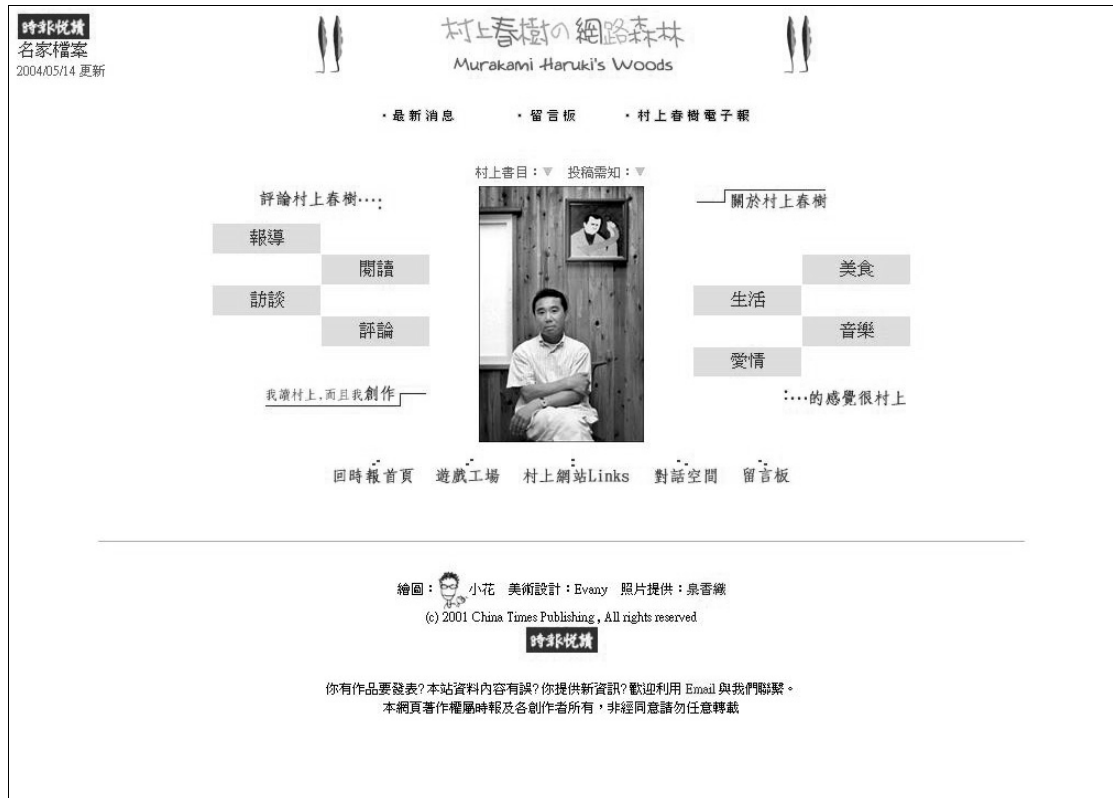 時報悅讀
名家檔案
2004/05/14 更新
村上春樹の網路森林
Murakami Haruki's Woods
・最新消息 ・留言板 ・村上春樹電子報
村上書目：▼ 投稿需知：▼
評論村上春樹…：
報導
閱讀
訪談
評論
我讀村上，而且我創作
關於村上春樹
美食
生活
音樂
愛情
：…的感覺很村上
回時報首頁 遊戲工場 村上網站Links 對話空間 留言板
繪圖：小花 美術設計：Evany 照片提供：泉香織
(c) 2001 China Times Publishing , All rights reserved
時報悅讀
你有作品要發表? 本站資料內容有誤? 你提供新資訊? 歡迎利用 Email 與我們聯繫。
本網頁著作權屬時報及各創作者所有，非經同意請勿任意轉載